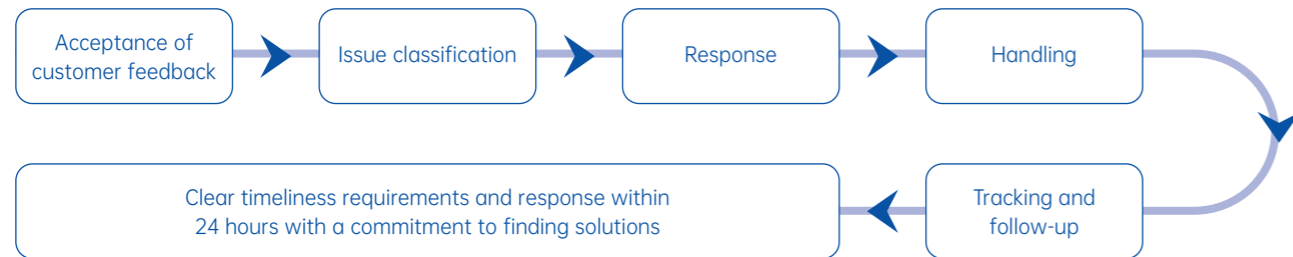 Acceptance of
customer feedback
Issue classification
Response
Handling
Tracking and
follow-up
Clear timeliness requirements and response within
24 hours with a commitment to finding solutions